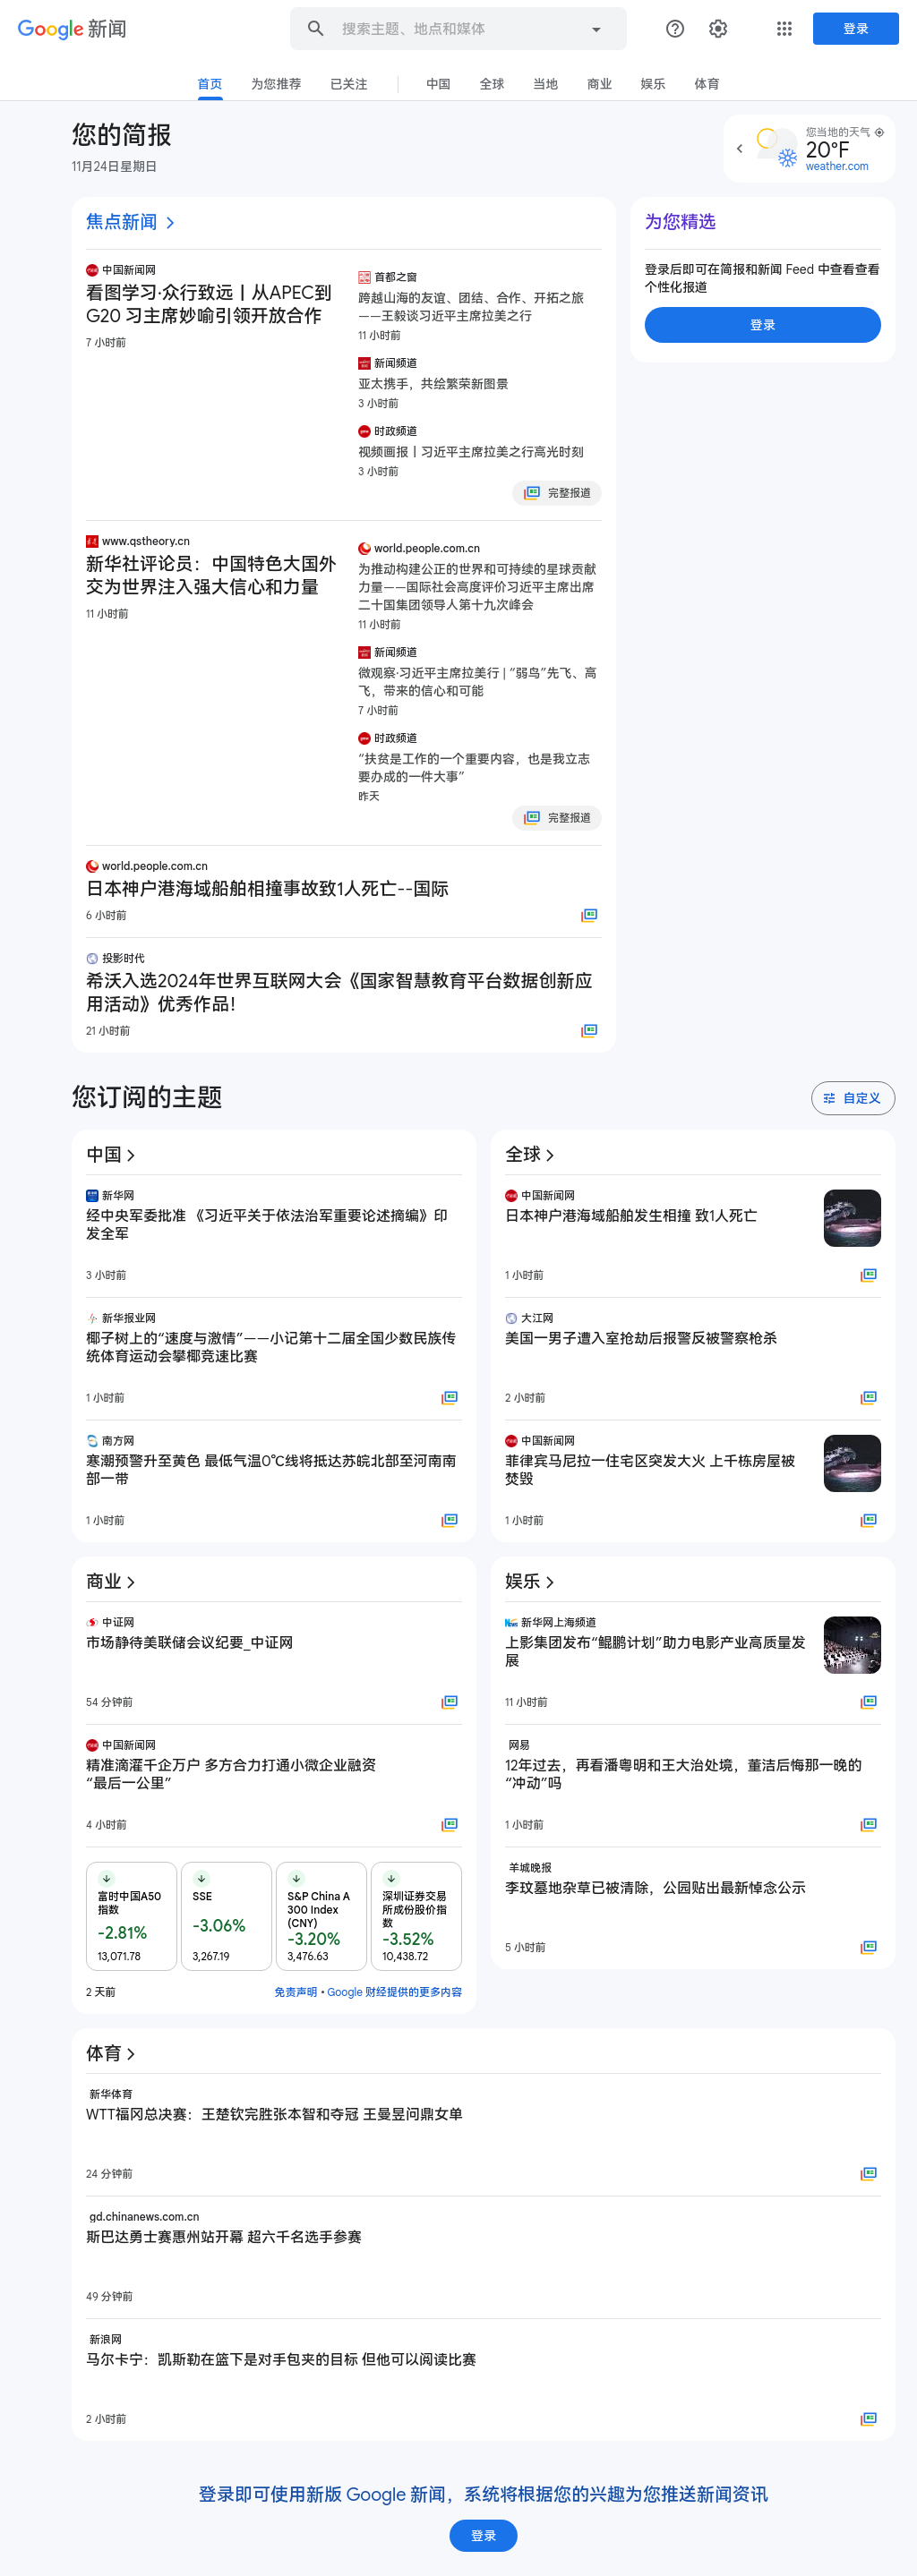 Google 新闻
搜索主题、地点和媒体
登录
首页
为您推荐
已关注
中国
全球
当地
商业
娱乐
体育
您的简报
11月24日星期日
您当地的天气
20°F
weather.com
焦点新闻
中国新闻网
看图学习·众行致远丨从APEC到
G20 习主席妙喻引领开放合作
7 小时前
首都之窗
跨越山海的友谊、团结、合作、开拓之旅
——王毅谈习近平主席拉美之行
11 小时前
新闻频道
亚太携手，共绘繁荣新图景
3 小时前
时政频道
视频画报丨习近平主席拉美之行高光时刻
3 小时前
完整报道
www.qstheory.cn
新华社评论员：中国特色大国外
交为世界注入强大信心和力量
11 小时前
world.people.com.cn
为推动构建公正的世界和可持续的星球贡献
力量——国际社会高度评价习近平主席出席
二十国集团领导人第十九次峰会
11 小时前
新闻频道
微观察·习近平主席拉美行 | “弱鸟”先飞、高
飞，带来的信心和可能
7 小时前
时政频道
“扶贫是工作的一个重要内容，也是我立志
要办成的一件大事”
昨天
完整报道
world.people.com.cn
日本神户港海域船舶相撞事故致1人死亡--国际
6 小时前
投影时代
希沃入选2024年世界互联网大会《国家智慧教育平台数据创新应
用活动》优秀作品！
21 小时前
为您精选
登录后即可在简报和新闻 Feed 中查看查看
个性化报道
登录
您订阅的主题
自定义
中国
新华网
经中央军委批准 《习近平关于依法治军重要论述摘编》印
发全军
3 小时前
新华报业网
椰子树上的“速度与激情”——小记第十二届全国少数民族传
统体育运动会攀椰竞速比赛
1 小时前
南方网
寒潮预警升至黄色 最低气温0℃线将抵达苏皖北部至河南南
部一带
1 小时前
全球
中国新闻网
日本神户港海域船舶发生相撞 致1人死亡
1 小时前
大江网
美国一男子遭入室抢劫后报警反被警察枪杀
2 小时前
中国新闻网
菲律宾马尼拉一住宅区突发大火 上千栋房屋被
焚毁
1 小时前
商业
中证网
市场静待美联储会议纪要_中证网
54 分钟前
中国新闻网
精准滴灌千企万户 多方合力打通小微企业融资
“最后一公里”
4 小时前
富时中国A50
指数
-2.81%
13,071.78
SSE
-3.06%
3,267.19
S&P China A
300 Index
(CNY)
-3.20%
3,476.63
深圳证券交易
所成份股价指
数
-3.52%
10,438.72
2 天前
免责声明 • Google 财经提供的更多内容
娱乐
新华网上海频道
上影集团发布“鲲鹏计划”助力电影产业高质量发
展
11 小时前
网易
12年过去，再看潘粤明和王大治处境，董洁后悔那一晚的
“冲动”吗
1 小时前
羊城晚报
李玟墓地杂草已被清除，公园贴出最新悼念公示
5 小时前
体育
新华体育
WTT福冈总决赛：王楚钦完胜张本智和夺冠 王曼昱问鼎女单
24 分钟前
gd.chinanews.com.cn
斯巴达勇士赛惠州站开幕 超六千名选手参赛
49 分钟前
新浪网
马尔卡宁：凯斯勒在篮下是对手包夹的目标 但他可以阅读比赛
2 小时前
登录即可使用新版 Google 新闻，系统将根据您的兴趣为您推送新闻资讯
登录